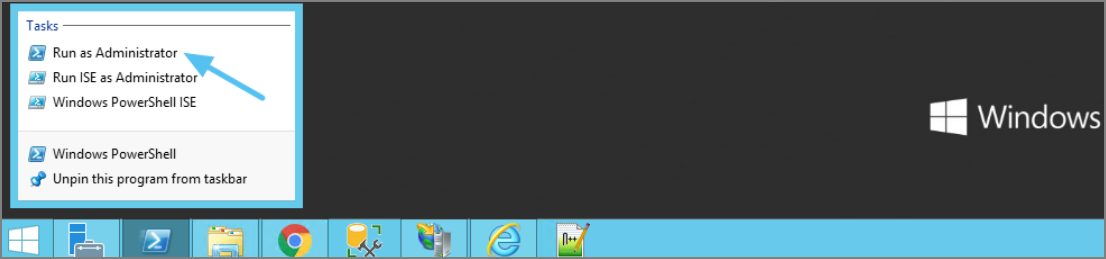 Tasks
Run as Administrator
Run ISE as Administrator
Windows PowerShell ISE
Windows PowerShell
Unpin this program from taskbar
Windows
N++